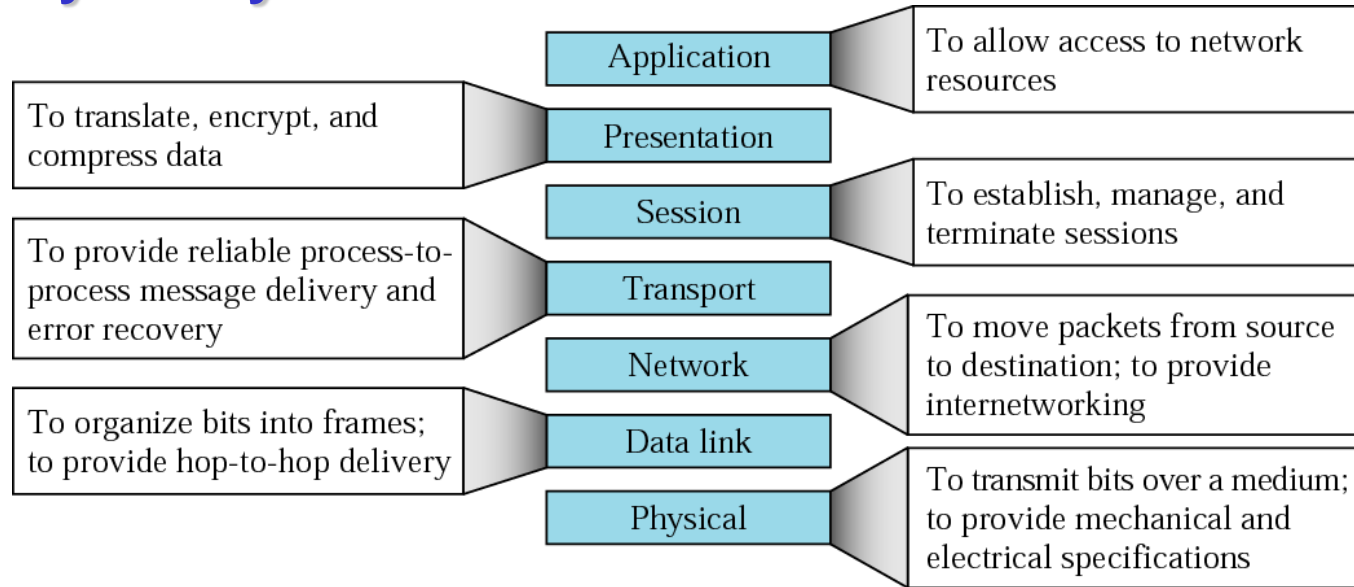 Application
To allow access to network
resources
To translate, encrypt, and
compress data
Presentation
Session
To establish, manage, and
terminate sessions
To provide reliable process-to-
process message delivery and
error recovery
Transport
Network
To move packets from source
to destination; to provide
internetworking
To organize bits into frames;
to provide hop-to-hop delivery
Data link
Physical
To transmit bits over a medium;
to provide mechanical and
electrical specifications